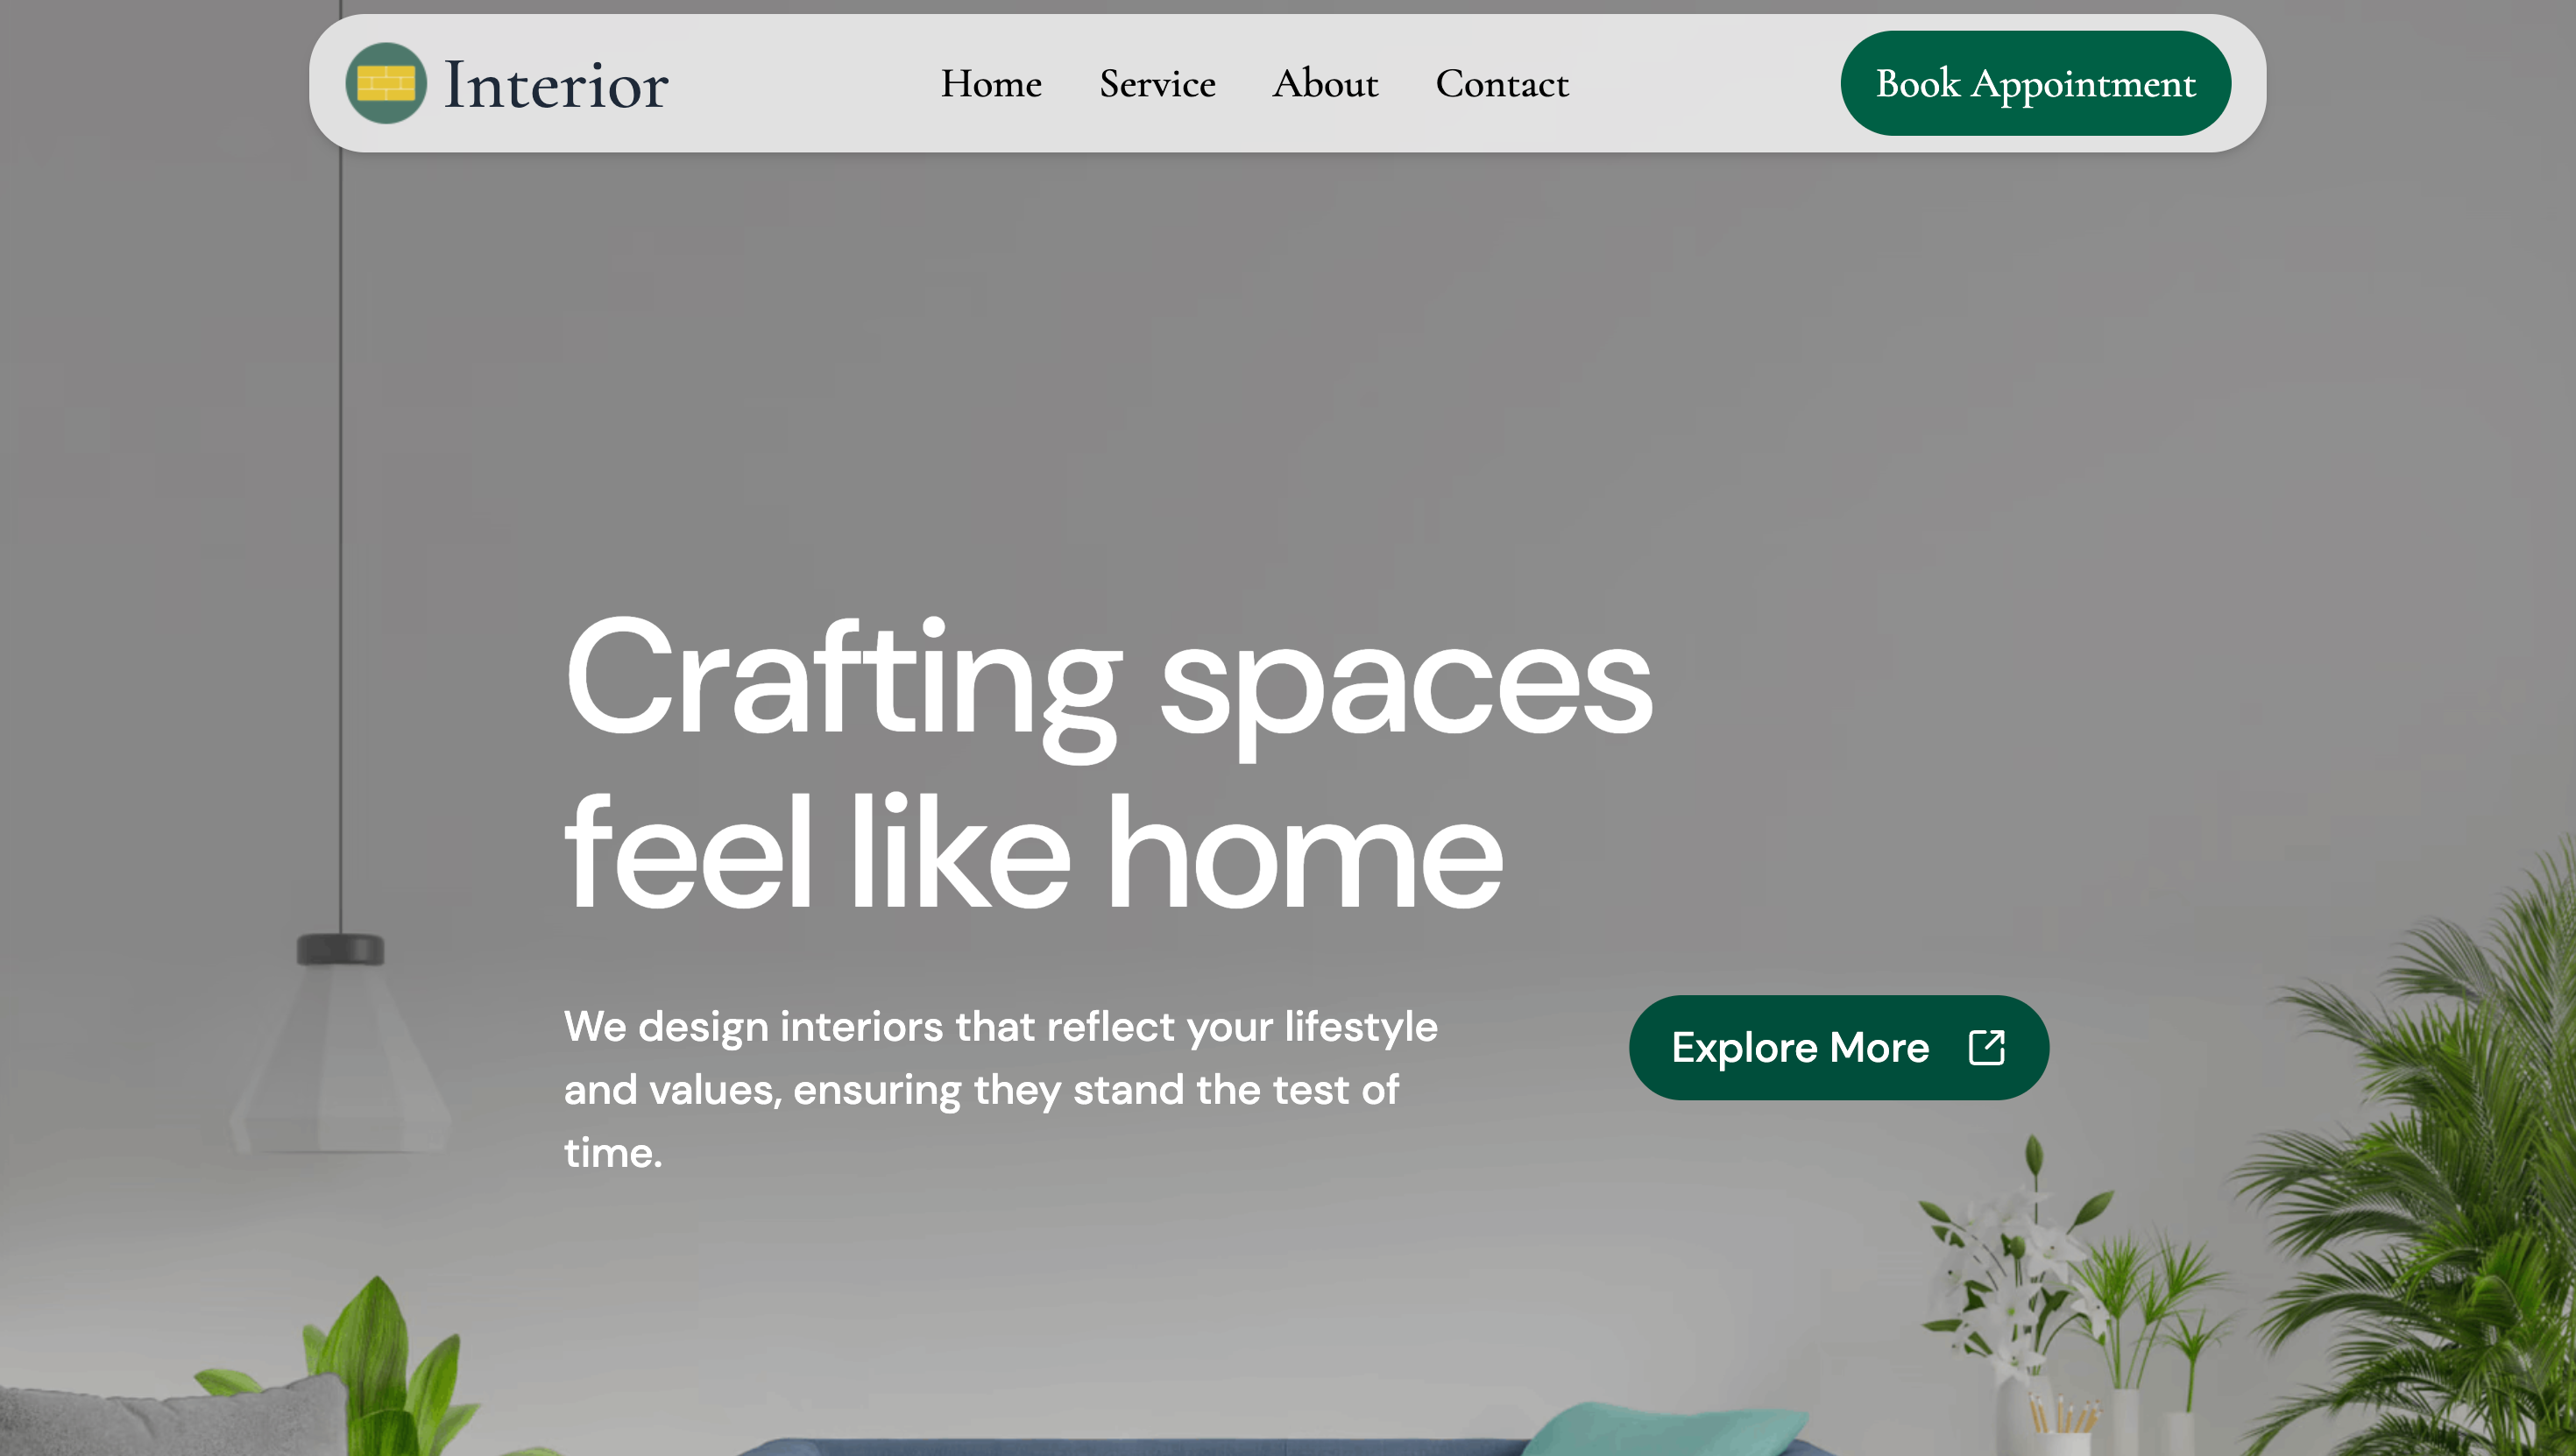 Interior
Home Service About Contact
Book Appointment
Crafting spaces
feel like home
We design interiors that reflect your lifestyle
and values, ensuring they stand the test of
time.
Explore More